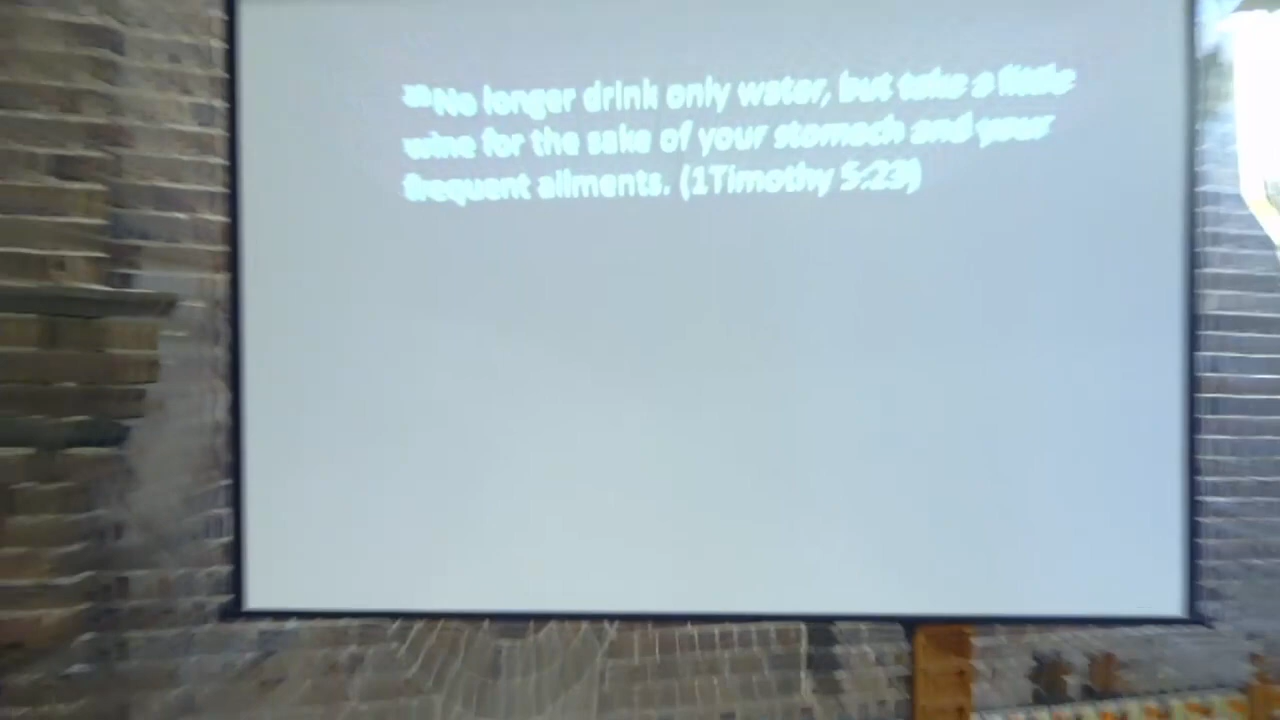 ²³No longer drink only water, but take a little
wine for the sake of your stomach and your
frequent ailments. (1Timothy 5:23)